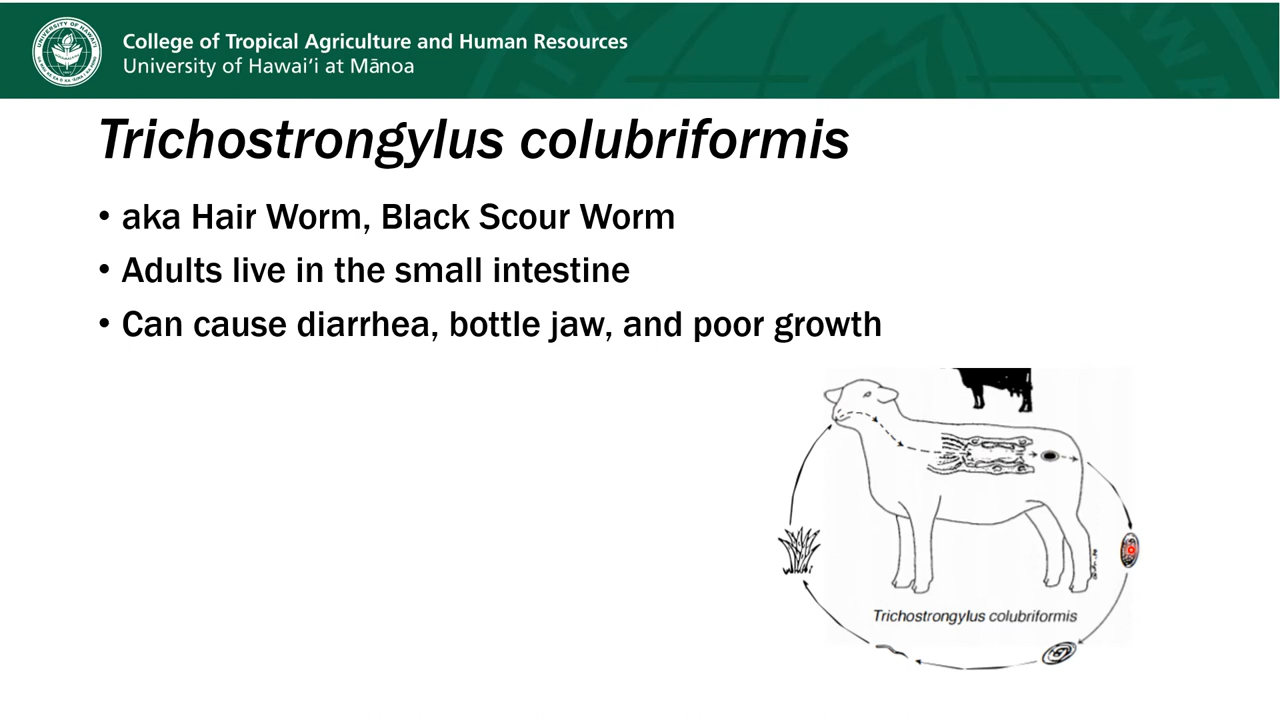 College of Tropical Agriculture and Human Resources
University of Hawaiʻi at Mānoa
Trichostrongylus colubriformis
• aka Hair Worm, Black Scour Worm
• Adults live in the small intestine
• Can cause diarrhea, bottle jaw, and poor growth
Trichostrongylus colubriformis